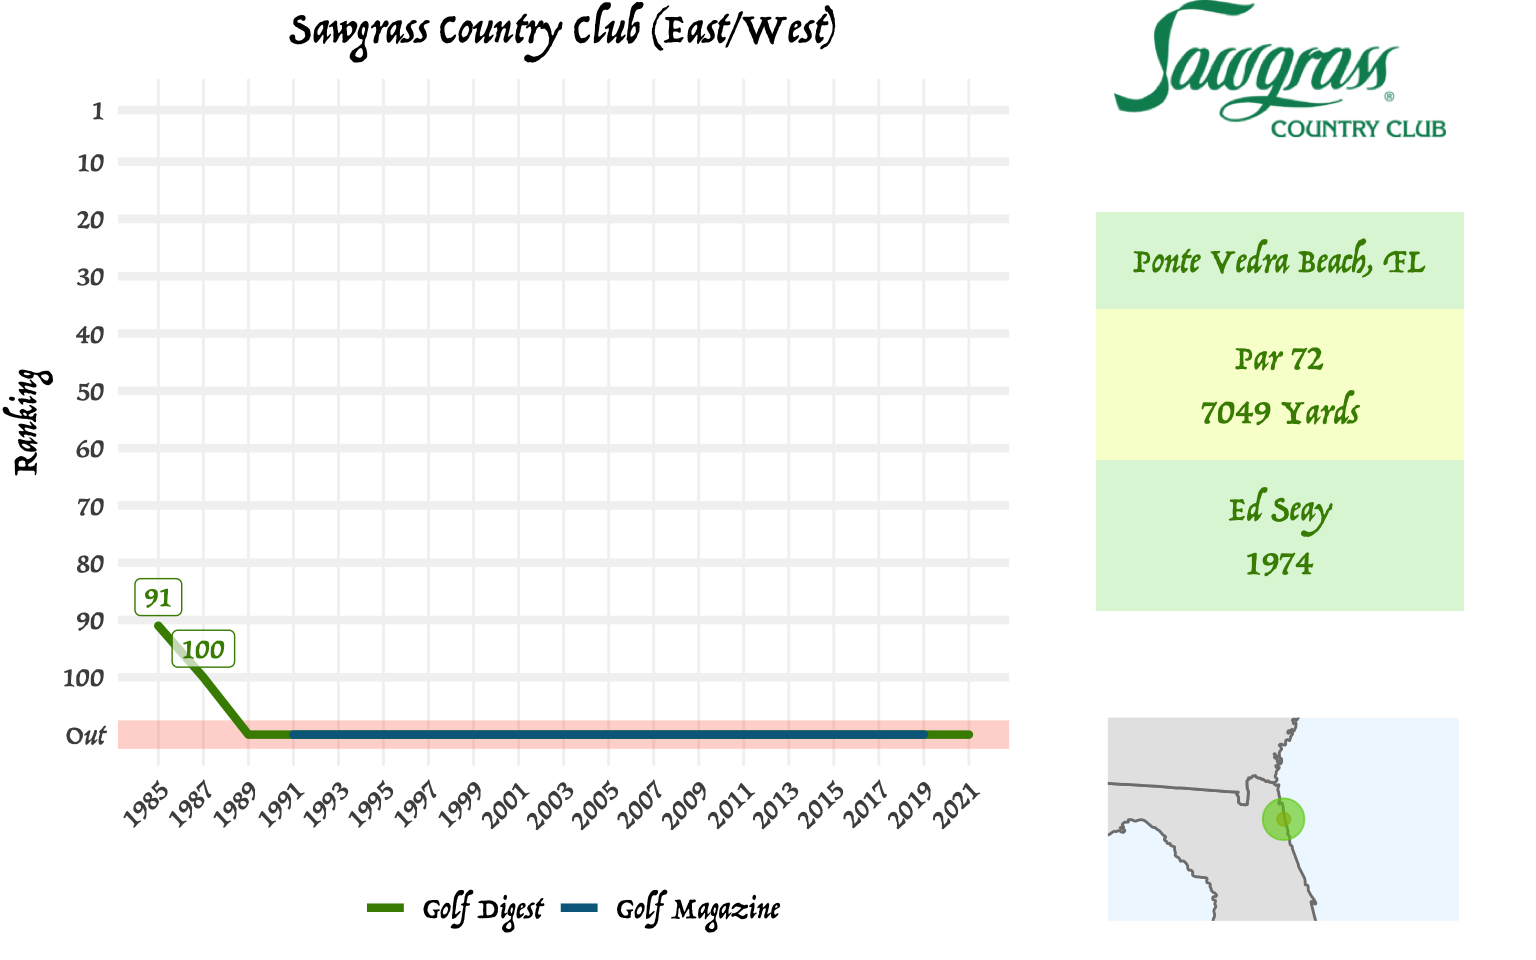 Sawgrass Country Club (East/West)
Sawgrass®
COUNTRY CLUB
Ranking
1
10
20
30
40
50
60
70
80
90
100
Out
91
100
1985 1987 1989 1991 1993 1995 1997 1999 2001 2003 2005 2007 2009 2011 2013 2015 2017 2019 2021
Golf Digest Golf Magazine
Ponte Vedra Beach, FL
Par 72
7049 Yards
Ed Seay
1974